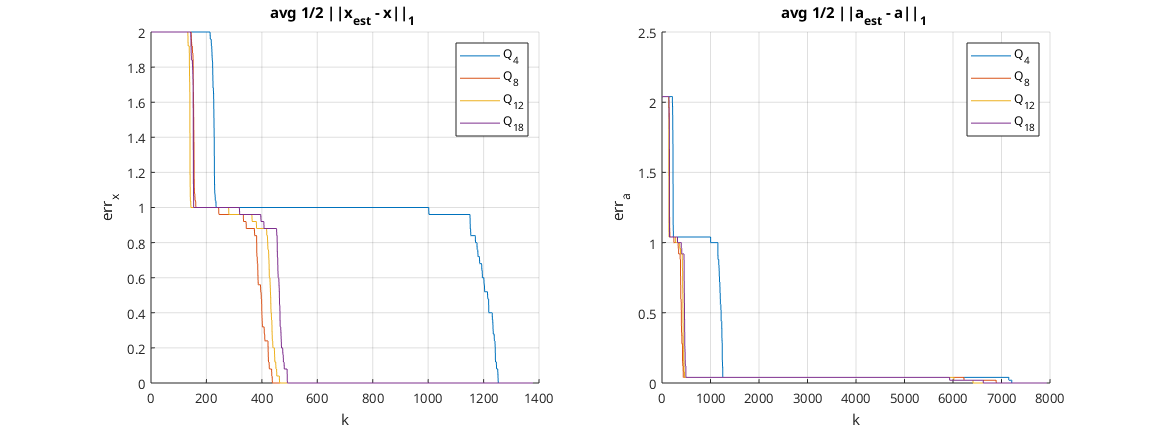 avg 1/2 ||x_est - x||_1
2
1.8
1.6
1.4
1.2
1
0.8
0.6
0.4
0.2
0
0 200 400 600 800 1000 1200 1400
err_x
k
Q_4
Q_8
Q_12
Q_18
avg 1/2 ||a_est - a||_1
2.5
2
1.5
1
0.5
0
0 1000 2000 3000 4000 5000 6000 7000 8000
err_a
k
Q_4
Q_8
Q_12
Q_18